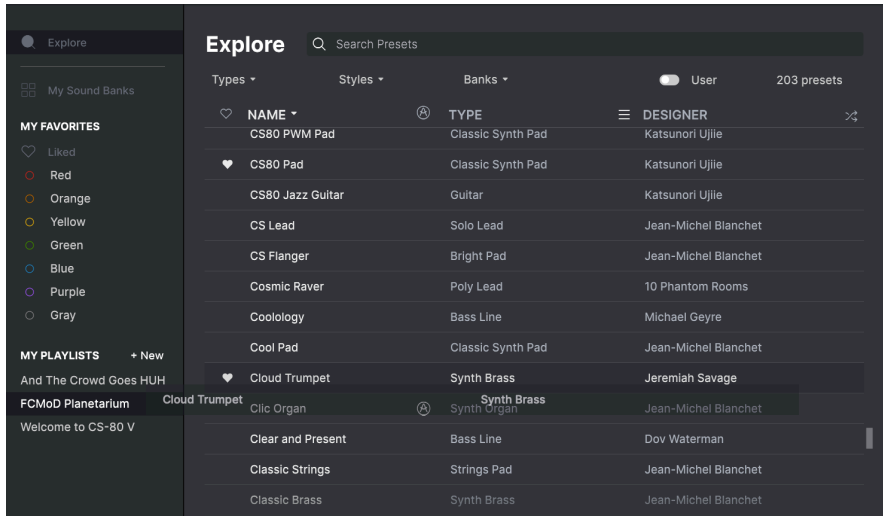 Explore
My Sound Banks
MY FAVORITES
Liked
Red
Orange
Yellow
Green
Blue
Purple
Gray
MY PLAYLISTS + New
And The Crowd Goes HUH
FCMoD Planetarium
Welcome to CS-80 V
Explore Search Presets
Types Styles Banks User 203 presets
NAME TYPE DESIGNER
CS80 PWM Pad Classic Synth Pad Katsunori Ujiie
CS80 Pad Classic Synth Pad Katsunori Ujiie
CS80 Jazz Guitar Guitar Katsunori Ujiie
CS Lead Solo Lead Jean-Michel Blanchet
CS Flanger Bright Pad Jean-Michel Blanchet
Cosmic Raver Poly Lead 10 Phantom Rooms
Coolology Bass Line Michael Geyre
Cool Pad Classic Synth Pad Jean-Michel Blanchet
Cloud Trumpet Synth Brass Jeremiah Savage
Cloud Trumpet Synth Brass
Clic Organ Synth Organ Jean-Michel Blanchet
Clear and Present Bass Line Dov Waterman
Classic Strings Strings Pad Jean-Michel Blanchet
Classic Brass Synth Brass Jean-Michel Blanchet